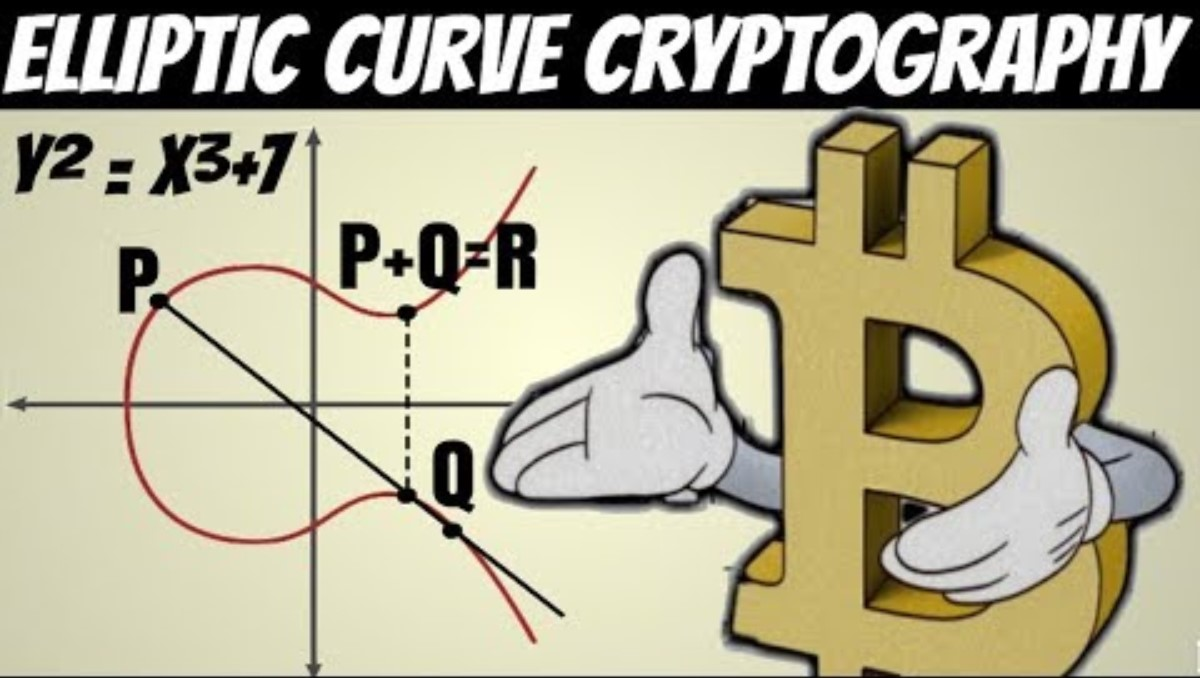 ELLIPTIC CURVE CRYPTOGRAPHY
Y2 = X3+7
P
P+Q=R
Q